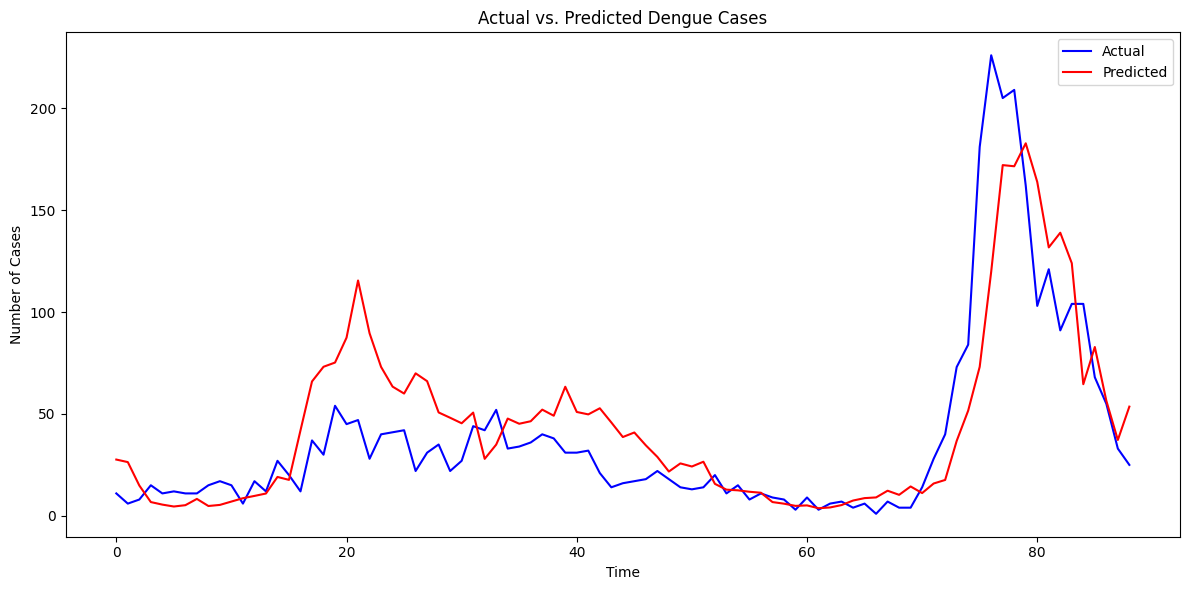 Actual vs. Predicted Dengue Cases
Actual
Predicted
Number of Cases
200
150
100
50
0
0 20 40 60 80
Time